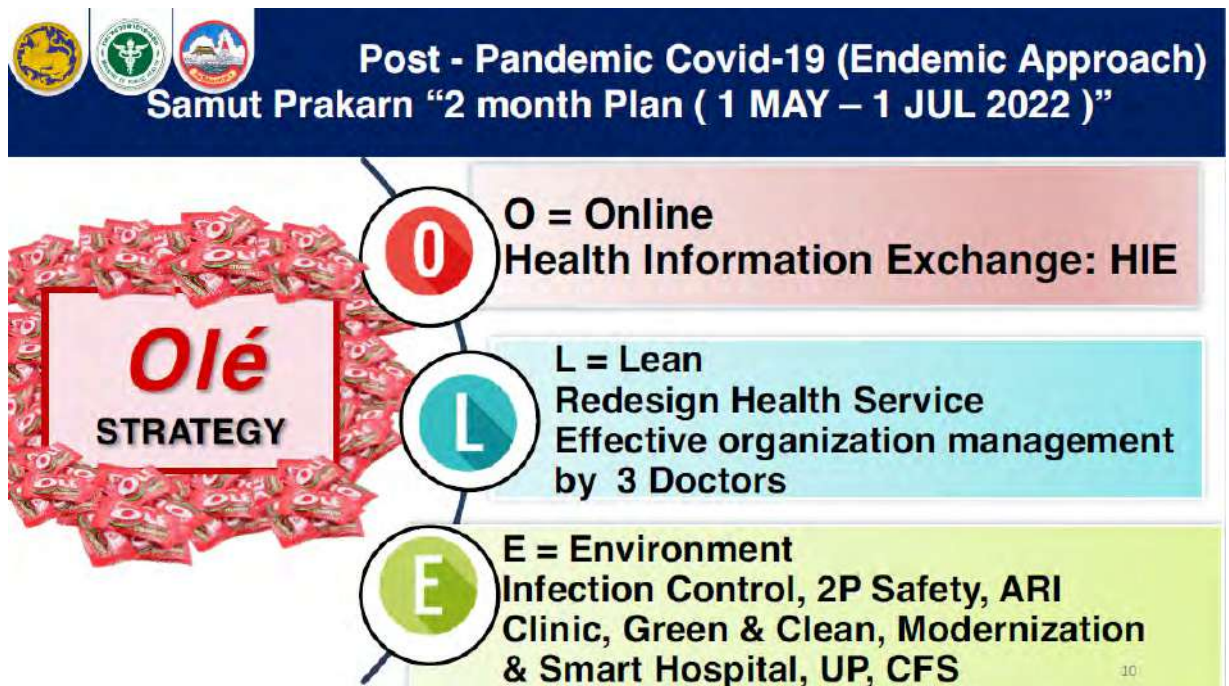 Post - Pandemic Covid-19 (Endemic Approach)
Samut Prakarn “2 month Plan ( 1 MAY – 1 JUL 2022 )”
Olé
STRATEGY
O
O = Online
Health Information Exchange: HIE
L
L = Lean
Redesign Health Service
Effective organization management
by 3 Doctors
E
E = Environment
Infection Control, 2P Safety, ARI
Clinic, Green & Clean, Modernization
& Smart Hospital, UP, CFS
10